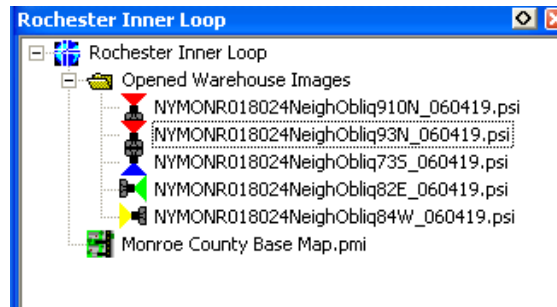 Rochester Inner Loop
Rochester Inner Loop
Opened Warehouse Images
NYMONR018024NeighObliq910N_060419.psi
NYMONR018024NeighObliq93N_060419.psi
NYMONR018024NeighObliq73S_060419.psi
NYMONR018024NeighObliq82E_060419.psi
NYMONR018024NeighObliq84W_060419.psi
Monroe County Base Map.pmi